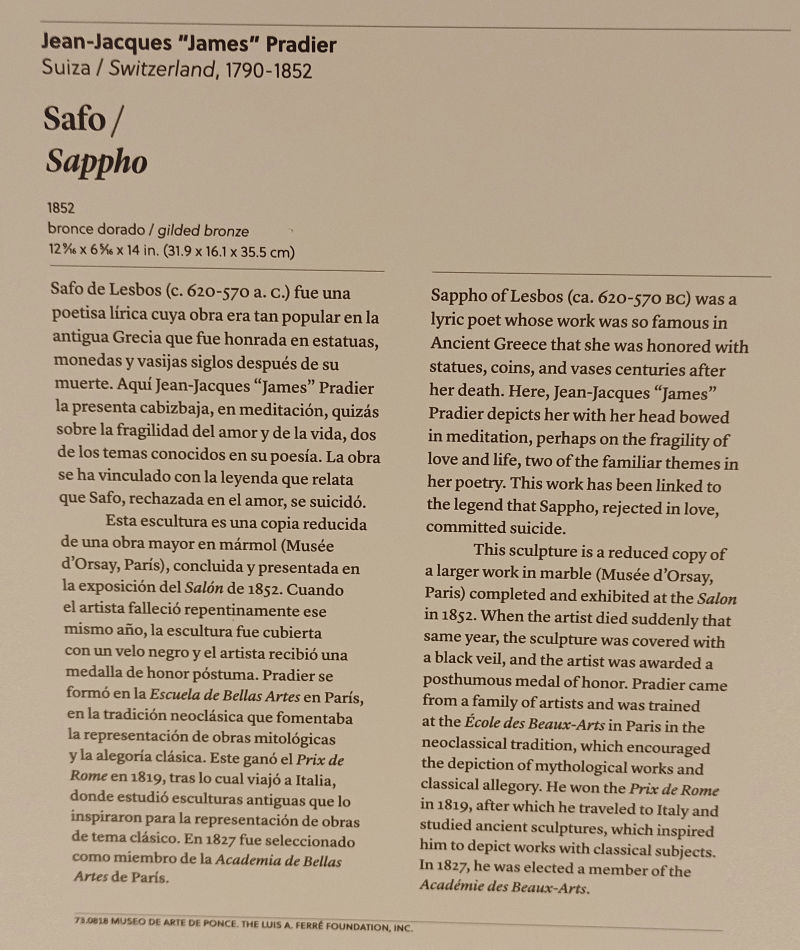 Jean-Jacques "James" Pradier
Suiza / Switzerland, 1790-1852
Safo /
Sappho
1852
bronce dorado / gilded bronze
12 9/16 x 6 5/16 x 14 in. (31.9 x 16.1 x 35.5 cm)
Safo de Lesbos (c. 620-570 a. C.) fue una
poetisa lírica cuya obra era tan popular en la
antigua Grecia que fue honrada en estatuas,
monedas y vasijas siglos después de su
muerte. Aquí Jean-Jacques “James” Pradier
la presenta cabizbaja, en meditación, quizás
sobre la fragilidad del amor y de la vida, dos
de los temas conocidos en su poesía. La obra
se ha vinculado con la leyenda que relata
que Safo, rechazada en el amor, se suicidó.
Esta escultura es una copia reducida
de una obra mayor en mármol (Musée
d’Orsay, París), concluida y presentada en
la exposición del Salón de 1852. Cuando
el artista falleció repentinamente ese
mismo año, la escultura fue cubierta
con un velo negro y el artista recibió una
medalla de honor póstuma. Pradier se
formó en la Escuela de Bellas Artes en París,
en la tradición neoclásica que fomentaba
la representación de obras mitológicas
y la alegoría clásica. Este ganó el Prix de
Rome en 1819, tras lo cual viajó a Italia,
donde estudió esculturas antiguas que lo
inspiraron para la representación de obras
de tema clásico. En 1827 fue seleccionado
como miembro de la Academia de Bellas
Artes de París.
Sappho of Lesbos (ca. 620-570 BC) was a
lyric poet whose work was so famous in
Ancient Greece that she was honored with
statues, coins, and vases centuries after
her death. Here, Jean-Jacques “James”
Pradier depicts her with her head bowed
in meditation, perhaps on the fragility of
love and life, two of the familiar themes in
her poetry. This work has been linked to
the legend that Sappho, rejected in love,
committed suicide.
This sculpture is a reduced copy of
a larger work in marble (Musée d’Orsay,
Paris) completed and exhibited at the Salon
in 1852. When the artist died suddenly that
same year, the sculpture was covered with
a black veil, and the artist was awarded a
posthumous medal of honor. Pradier came
from a family of artists and was trained
at the École des Beaux-Arts in Paris in the
neoclassical tradition, which encouraged
the depiction of mythological works and
classical allegory. He won the Prix de Rome
in 1819, after which he traveled to Italy and
studied ancient sculptures, which inspired
him to depict works with classical subjects.
In 1827, he was elected a member of the
Académie des Beaux-Arts.
73.0818 MUSEO DE ARTE DE PONCE. THE LUIS A. FERRÉ FOUNDATION, INC.